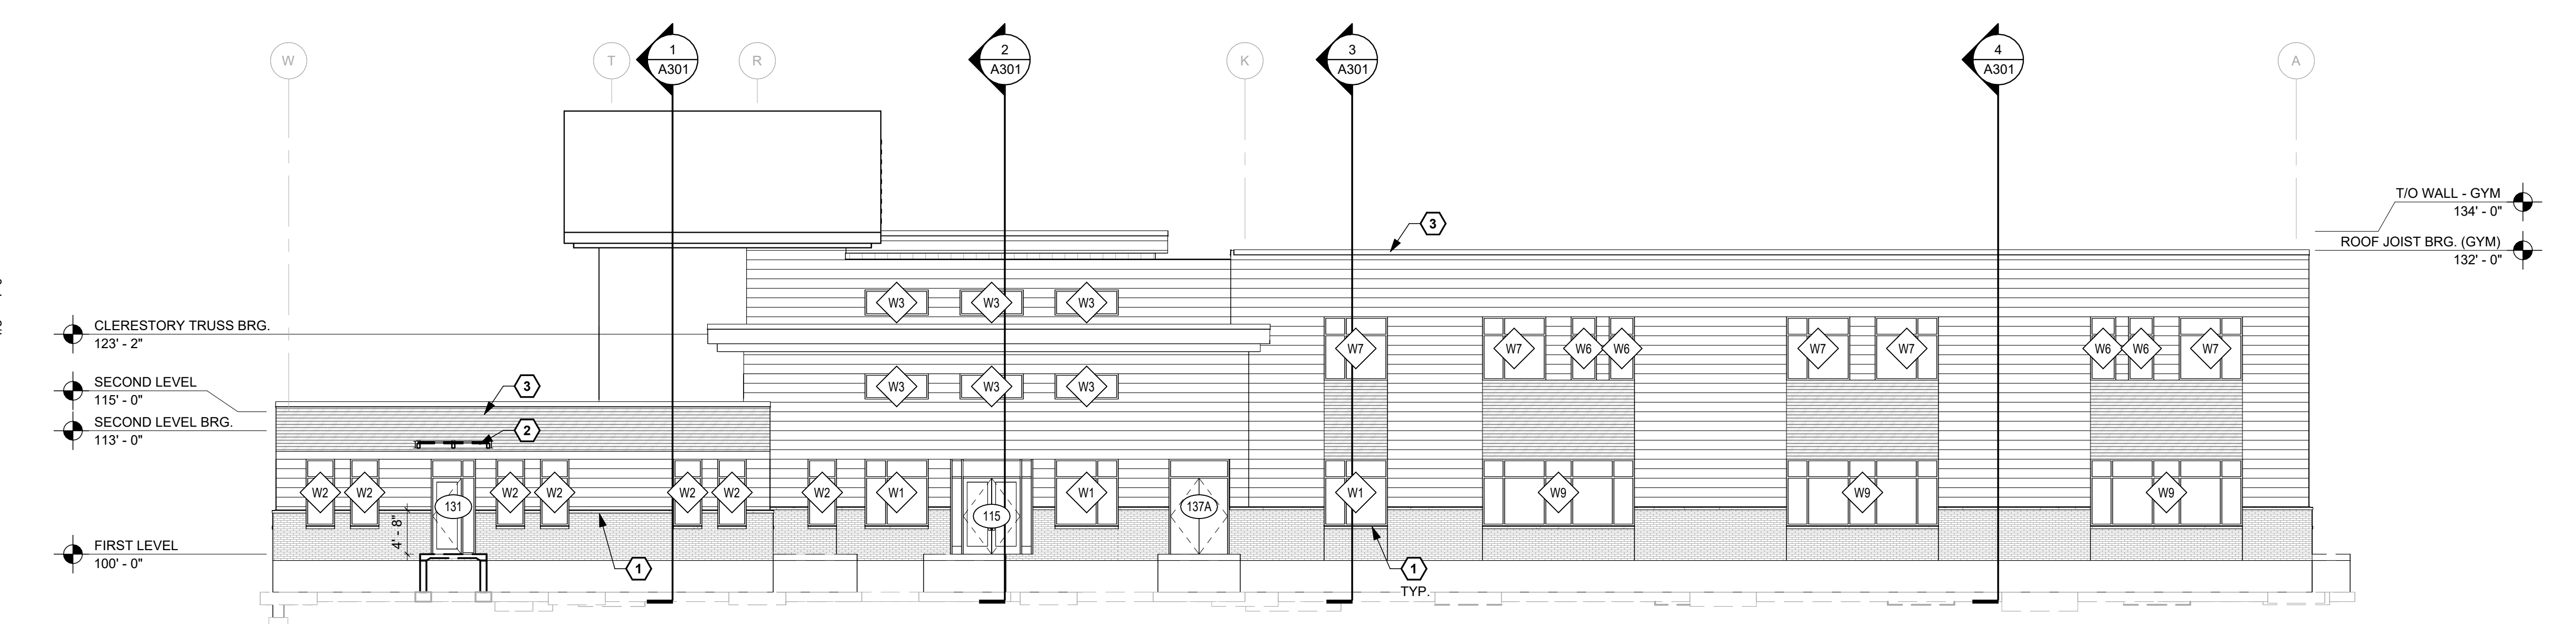 W
T
1
A301
R
2
A301
K
3
A301
4
A301
A
T/O WALL - GYM
134' - 0"
ROOF JOIST BRG. (GYM)
132' - 0"
3
W3
W3
W3
CLERESTORY TRUSS BRG.
123' - 2"
W7
W7
W6
W6
W7
W7
W6
W6
W7
SECOND LEVEL
115' - 0"
3
W3
W3
W3
SECOND LEVEL BRG.
113' - 0"
2
W2
W2
131
W2
W2
W2
W2
W2
W1
115
W1
137A
W1
W9
W9
W9
4' - 8"
FIRST LEVEL
100' - 0"
1
1
TYP.